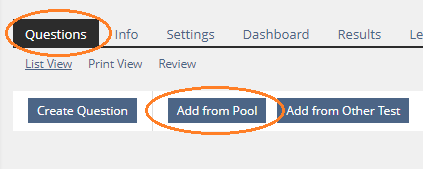 Questions Info Settings Dashboard Results Le
List View Print View Review
Create Question Add from Pool Add from Other Test